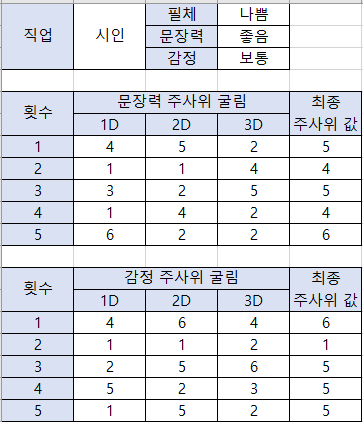 직업 시인 필체 나쁨
문장력 좋음
감정 보통
횟수 문장력 주사위 굴림 최종 주사위 값
1D 2D 3D
1 4 5 2 5
2 1 1 4 4
3 3 2 5 5
4 1 4 2 4
5 6 2 2 6
횟수 감정 주사위 굴림 최종 주사위 값
1D 2D 3D
1 4 6 4 6
2 1 1 2 1
3 2 5 6 5
4 5 2 3 5
5 1 5 2 5